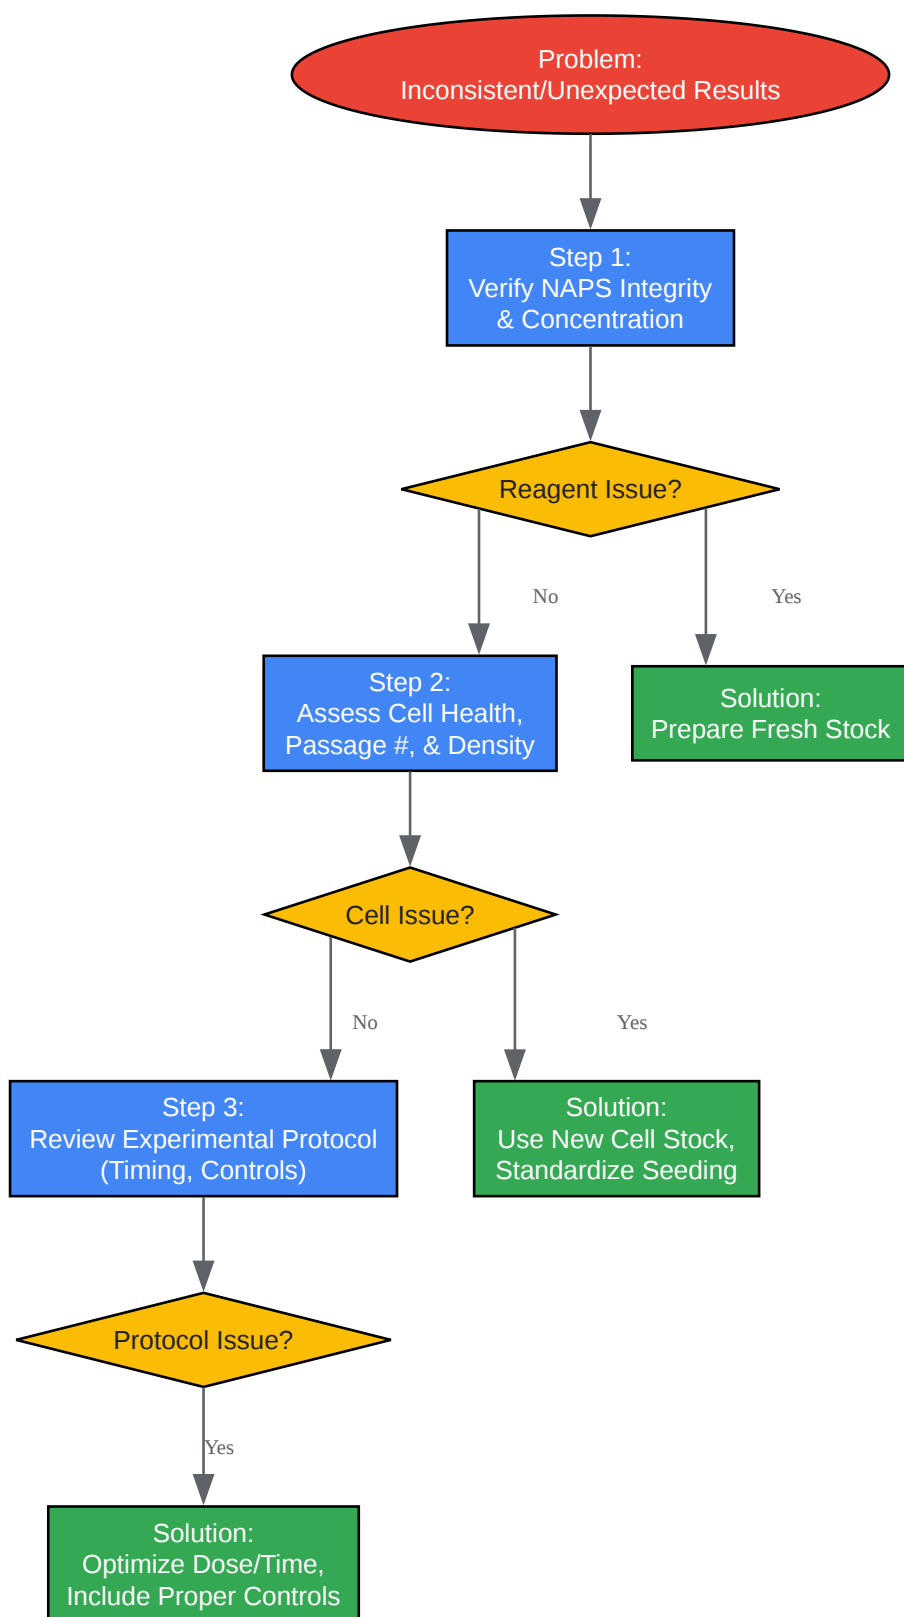 Problem:
Inconsistent/Unexpected Results
Step 1:
Verify NAPS Integrity
& Concentration
Reagent Issue?
No
Yes
Step 2:
Assess Cell Health,
Passage #, & Density
Solution:
Prepare Fresh Stock
Cell Issue?
No
Yes
Step 3:
Review Experimental Protocol
(Timing, Controls)
Solution:
Use New Cell Stock,
Standardize Seeding
Protocol Issue?
Yes
Solution:
Optimize Dose/Time,
Include Proper Controls